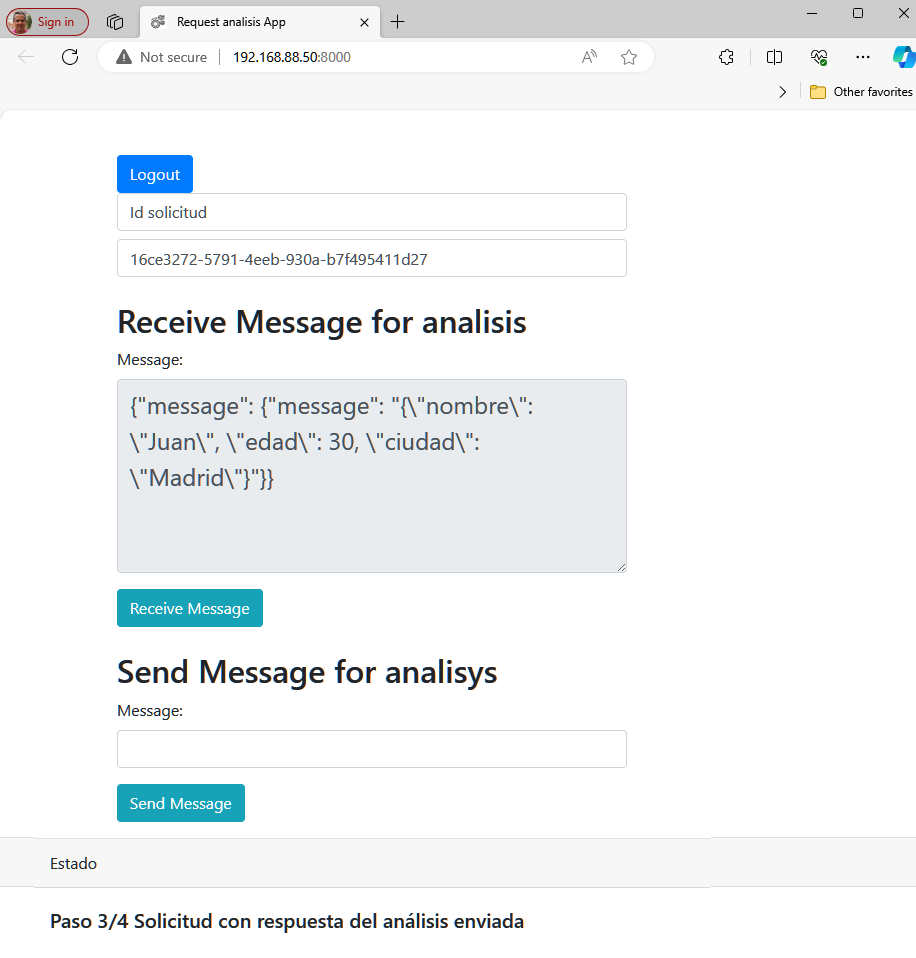 Sign in
Request analisis App
Not secure
192.168.88.50:8000
Other favorites
Logout
Id solicitud
16ce3272-5791-4eeb-930a-b7f495411d27
Receive Message for analisis
Message:
{"message": {"message": "{\"nombre\":
\"Juan\", \"edad\": 30, \"ciudad\":
\"Madrid\"}"}}
Receive Message
Send Message for analisys
Message:
Send Message
Estado
Paso 3/4 Solicitud con respuesta del análisis enviada